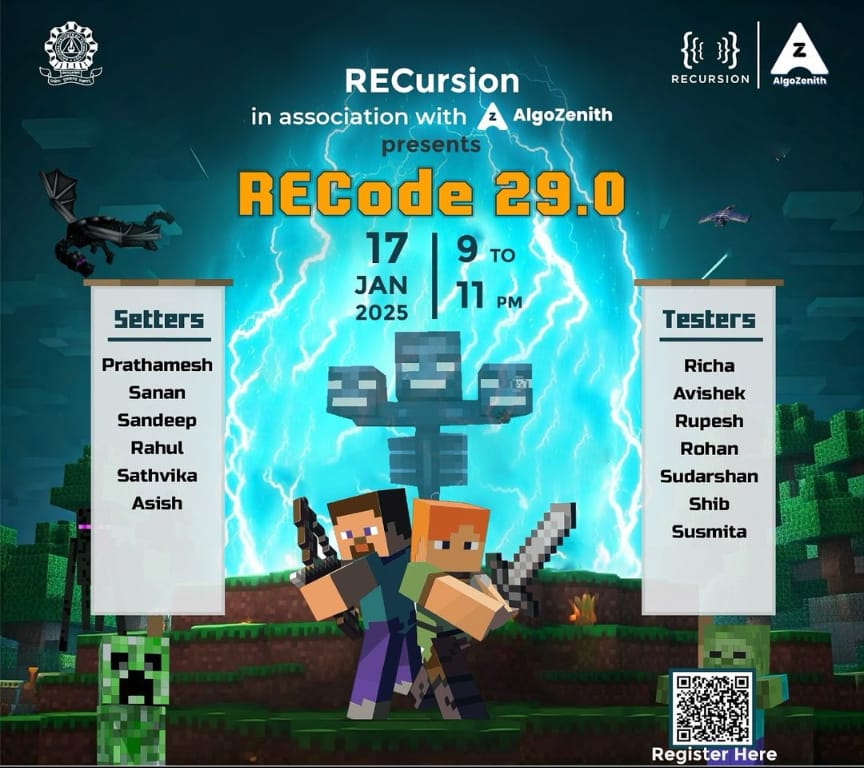 RECURSION
AlgoZenith
RECursion
in association with AlgoZenith
presents
RECode 29.0
17
JAN
2025
9 TO
11 PM
Setters
Prathamesh
Sanan
Sandeep
Rahul
Sathvika
Asish
Testers
Richa
Avishek
Rupesh
Rohan
Sudarshan
Shib
Susmita
Register Here